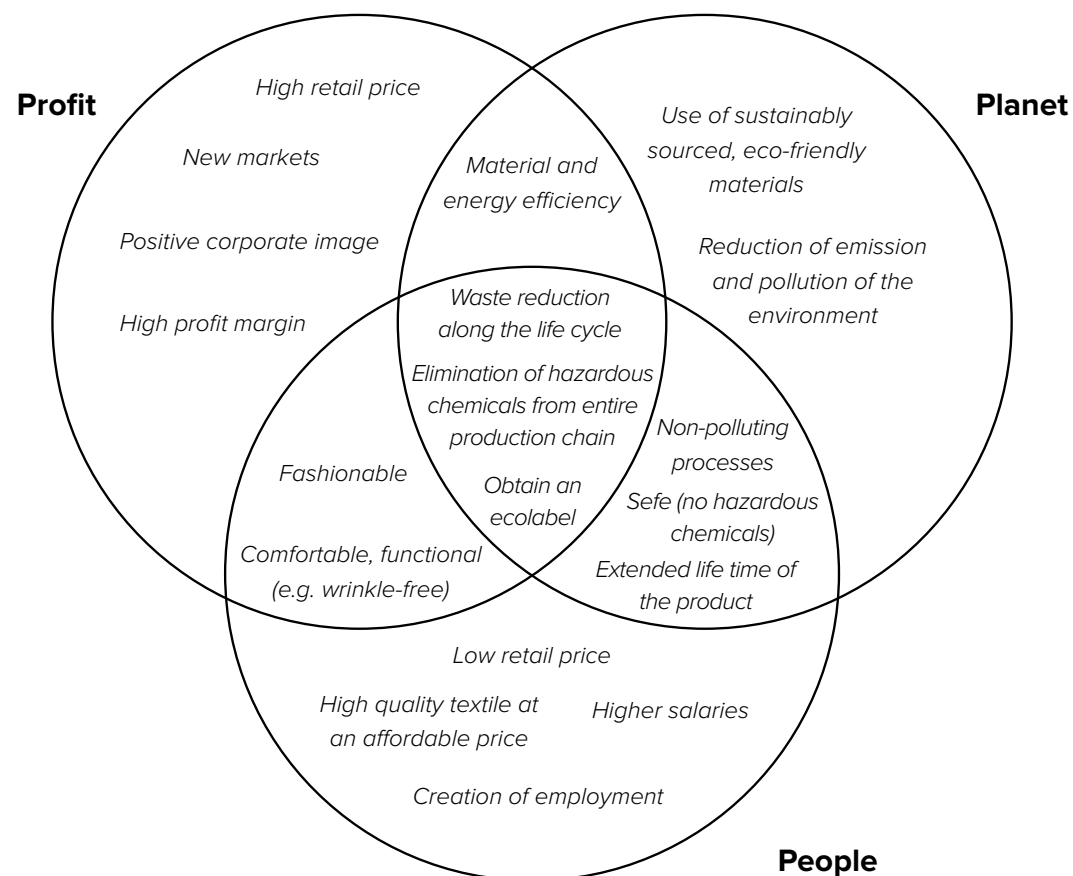 Profit
High retail price
New markets
Positive corporate image
High profit margin
Material and
energy efficiency
Planet
Use of sustainably
sourced, eco-friendly
materials
Reduction of emission
and pollution of the
environment
Waste reduction
along the life cycle
Elimination of hazardous
chemicals from entire
production chain
Obtain an
ecolabel
Fashionable
Comfortable, functional
(e.g. wrinkle-free)
Non-polluting
processes
Sefe (no hazardous
chemicals)
Extended life time of
the product
Low retail price
High quality textile at
an affordable price
Higher salaries
Creation of employment
People